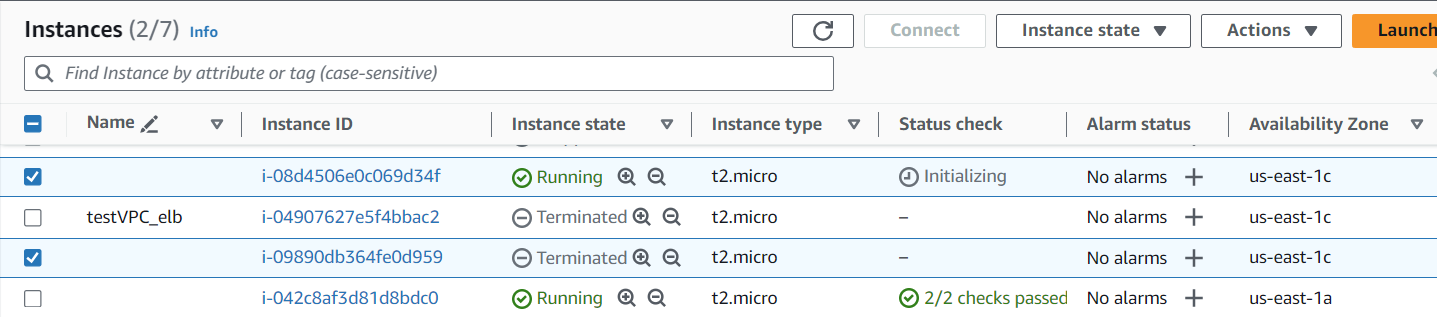 Instances (2/7) Info Connect Instance state Actions Launch
Find Instance by attribute or tag (case-sensitive)
Name Instance ID Instance state Instance type Status check Alarm status Availability Zone
i-08d4506e0c069d34f Running t2.micro Initializing No alarms + us-east-1c
testVPC_elb i-04907627e5f4bbac2 Terminated t2.micro – No alarms + us-east-1c
i-09890db364fe0d959 Terminated t2.micro – No alarms + us-east-1c
i-042c8af3d81d8bdc0 Running t2.micro 2/2 checks passed No alarms + us-east-1a